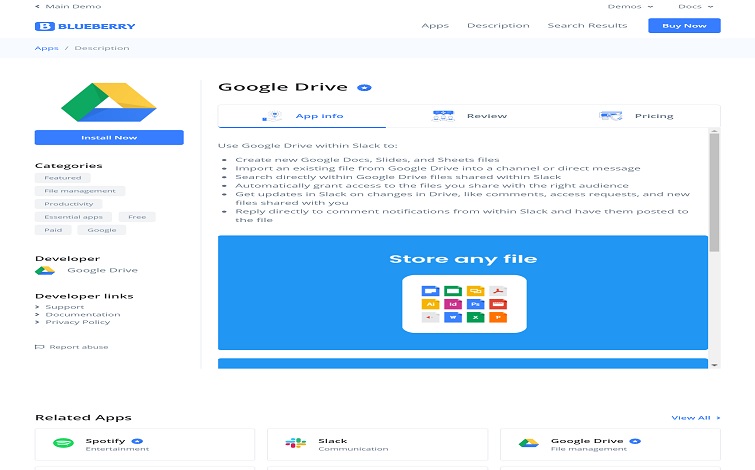 < Main Demo
Demos
Docs
B BLUEBERRY
Apps
Description
Search Results
Buy Now
Apps / Description
Install Now
Categories
Featured
File management
Productivity
Essential apps
Free
Paid
Google
Developer
Google Drive
Developer links
> Support
> Documentation
> Privacy Policy
Report abuse
Google Drive
App info
Review
Pricing
Use Google Drive within Slack to:
• Create new Google Docs, Slides, and Sheets files
• Import an existing file from Google Drive into a channel or direct message
• Search directly within Google Drive files shared within Slack
• Automatically grant access to the files you share with the right audience
• Get updates in Slack on changes in Drive, like comments, access requests, and new
files shared with you
• Reply directly to comment notifications from within Slack and have them posted to
the file
Store any file
Ai Id Ps
W X P
Related Apps
View All >
Spotify
Entertainment
Slack
Communication
Google Drive
File management